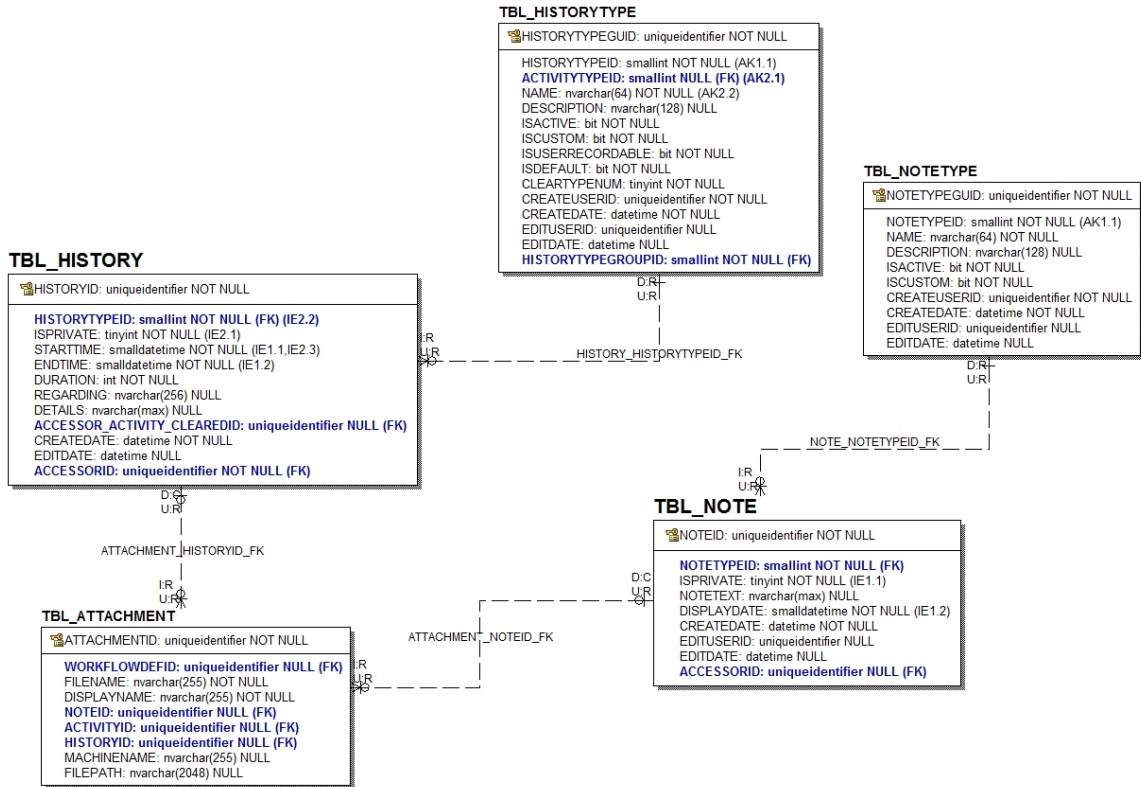 TBL_HISTORYTYPE
HISTORYTYPEGUID: uniqueidentifier NOT NULL
HISTORYTYPEID: smallint NOT NULL (AK1.1)
ACTIVITYTYPEID: smallint NULL (FK) (AK2.1)
NAME: nvarchar(64) NOT NULL (AK2.2)
DESCRIPTION: nvarchar(128) NULL
ISACTIVE: bit NOT NULL
ISCUSTOM: bit NOT NULL
ISUSERRECORDABLE: bit NOT NULL
ISDEFAULT: bit NOT NULL
CLEARTYPENUM: tinyint NOT NULL
CREATEUSERID: uniqueidentifier NOT NULL
CREATEDATE: datetime NOT NULL
EDITUSERID: uniqueidentifier NULL
EDITDATE: datetime NULL
HISTORYTYPEGROUPID: smallint NOT NULL (FK)
D:R
U:R
TBL_NOTETYPE
NOTETYPEGUID: uniqueidentifier NOT NULL
NOTETYPEID: smallint NOT NULL (AK1.1)
NAME: nvarchar(64) NOT NULL
DESCRIPTION: nvarchar(128) NULL
ISACTIVE: bit NOT NULL
ISCUSTOM: bit NOT NULL
CREATEUSERID: uniqueidentifier NOT NULL
CREATEDATE: datetime NOT NULL
EDITUSERID: uniqueidentifier NULL
EDITDATE: datetime NULL
D:R
U:R
TBL_HISTORY
HISTORYID: uniqueidentifier NOT NULL
HISTORYTYPEID: smallint NOT NULL (FK) (IE2.2)
ISPRIVATE: tinyint NOT NULL (IE2.1)
STARTTIME: smalldatetime NOT NULL (IE1.1,IE2.3)
ENDTIME: smalldatetime NOT NULL (IE1.2)
DURATION: int NOT NULL
REGARDING: nvarchar(256) NULL
DETAILS: nvarchar(max) NULL
ACCESSOR_ACTIVITY_CLEAREDID: uniqueidentifier NULL (FK)
CREATEDATE: datetime NOT NULL
EDITDATE: datetime NULL
ACCESSORID: uniqueidentifier NOT NULL (FK)
I:R
U:R
HISTORY_HISTORYTYPEID_FK
D:C
U:R
ATTACHMENT_HISTORYID_FK
I:R
U:R
NOTE_NOTETYPEID_FK
I:R
U:R
TBL_NOTE
NOTEID: uniqueidentifier NOT NULL
NOTETYPEID: smallint NOT NULL (FK)
ISPRIVATE: tinyint NOT NULL (IE1.1)
NOTETEXT: nvarchar(max) NULL
DISPLAYDATE: smalldatetime NOT NULL (IE1.2)
CREATEDATE: datetime NOT NULL
EDITUSERID: uniqueidentifier NULL
EDITDATE: datetime NULL
ACCESSORID: uniqueidentifier NULL (FK)
D:C
U:R
ATTACHMENT_NOTEID_FK
I:R
U:R
TBL_ATTACHMENT
ATTACHMENTID: uniqueidentifier NOT NULL
WORKFLOWDEFID: uniqueidentifier NULL (FK)
FILENAME: nvarchar(255) NOT NULL
DISPLAYNAME: nvarchar(255) NOT NULL
NOTEID: uniqueidentifier NULL (FK)
ACTIVITYID: uniqueidentifier NULL (FK)
HISTORYID: uniqueidentifier NULL (FK)
MACHINENAME: nvarchar(255) NULL
FILEPATH: nvarchar(2048) NULL